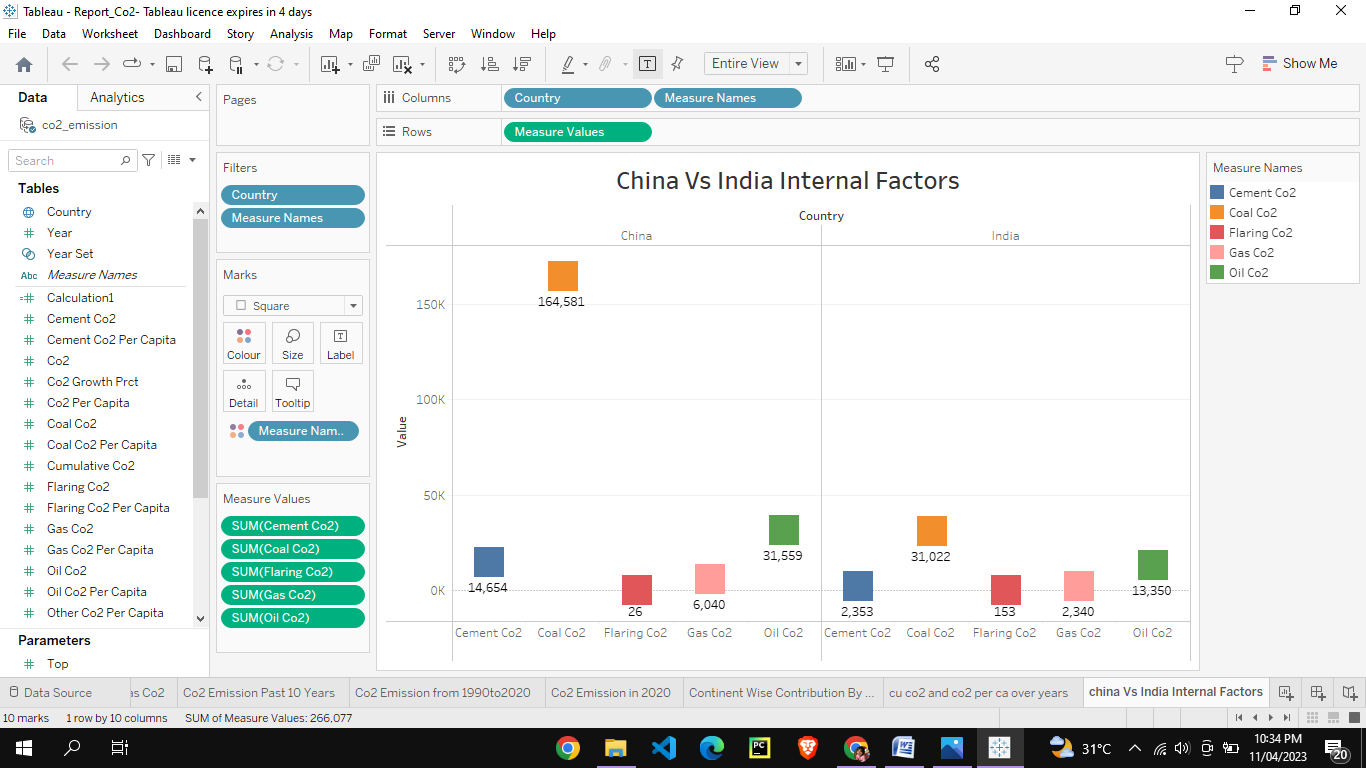 Tableau - Report_Co2- Tableau licence expires in 4 days
File Data Worksheet Dashboard Story Analysis Map Format Server Window Help
Entire View
Show Me
Data Analytics
co2_emission
Search
Tables
Country
Year
Year Set
Abc Measure Names
Calculation1
Cement Co2
Cement Co2 Per Capita
Co2
Co2 Growth Prct
Co2 Per Capita
Coal Co2
Coal Co2 Per Capita
Cumulative Co2
Flaring Co2
Flaring Co2 Per Capita
Gas Co2
Gas Co2 Per Capita
Oil Co2
Oil Co2 Per Capita
Other Co2 Per Capita
Parameters
Top
Pages
Filters
Country
Measure Names
Marks
Square
Colour Size Label
Detail Tooltip
Measure Nam..
Measure Values
SUM(Cement Co2)
SUM(Coal Co2)
SUM(Flaring Co2)
SUM(Gas Co2)
SUM(Oil Co2)
Columns Country Measure Names
Rows Measure Values
China Vs India Internal Factors
Country
China India
Value
150K
100K
50K
0K
164,581
14,654
26
6,040
31,559
2,353
31,022
153
2,340
13,350
Cement Co2 Coal Co2 Flaring Co2 Gas Co2 Oil Co2 Cement Co2 Coal Co2 Flaring Co2 Gas Co2 Oil Co2
Measure Names
Cement Co2
Coal Co2
Flaring Co2
Gas Co2
Oil Co2
Data Source as Co2 Co2 Emission Past 10 Years Co2 Emission from 1990to2020 Co2 Emission in 2020 Continent Wise Contribution By ... cu co2 and co2 per ca over years china Vs India Internal Factors
10 marks 1 row by 10 columns SUM of Measure Values: 266,077
PC
31°C
10:34 PM
11/04/2023
20